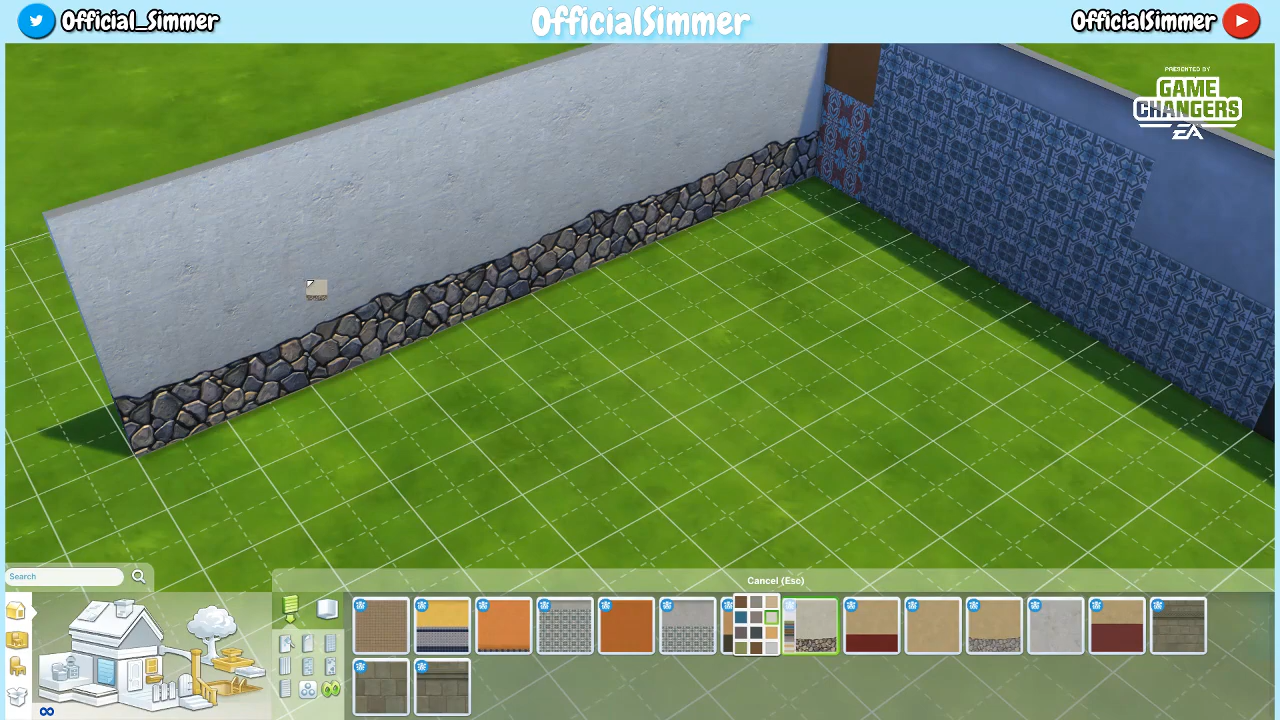 Official_Simmer
OfficialSimmer
OfficialSimmer
PRESENTED BY
GAME
CHANGERS
EA
Search
Cancel (Esc)